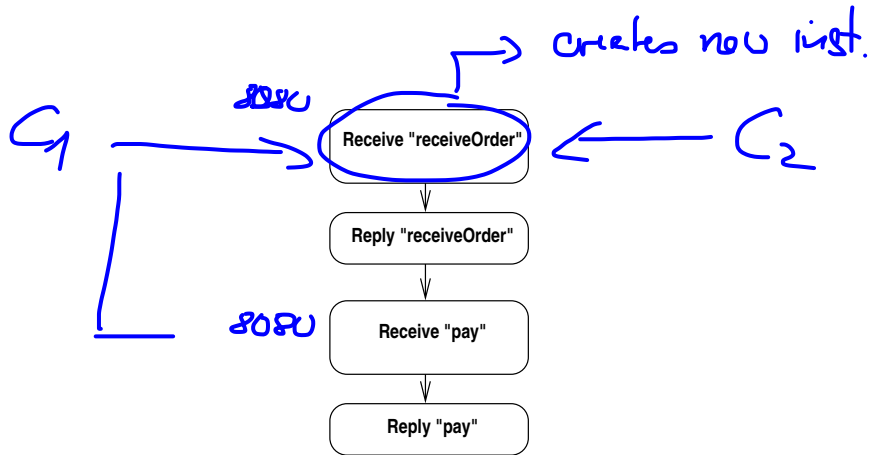 creates new inst.
8080
C1
Receive "receiveOrder"
C2
Reply "receiveOrder"
8080
Receive "pay"
Reply "pay"